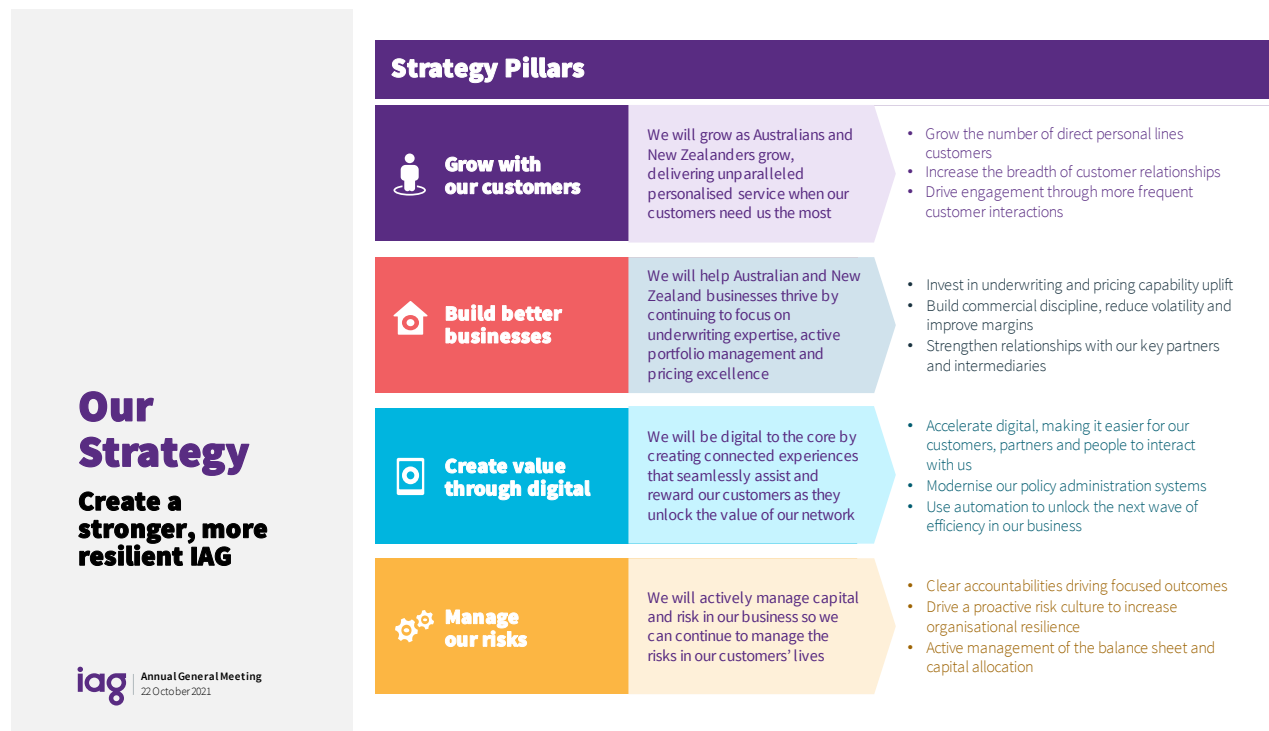 Our
Strategy
Create a
stronger, more
resilient IAG
iag
Annual General Meeting
22 October 2021
Strategy Pillars
Grow with
our customers
We will grow as Australians and
New Zealanders grow,
delivering unparalleled
personalised service when our
customers need us the most
• Grow the number of direct personal lines
customers
• Increase the breadth of customer relationships
• Drive engagement through more frequent
customer interactions
Build better
businesses
We will help Australian and New
Zealand businesses thrive by
continuing to focus on
underwriting expertise, active
portfolio management and
pricing excellence
• Invest in underwriting and pricing capability uplift
• Build commercial discipline, reduce volatility and
improve margins
• Strengthen relationships with our key partners
and intermediaries
Create value
through digital
We will be digital to the core by
creating connected experiences
that seamlessly assist and
reward our customers as they
unlock the value of our network
• Accelerate digital, making it easier for our
customers, partners and people to interact
with us
• Modernise our policy administration systems
• Use automation to unlock the next wave of
efficiency in our business
Manage
our risks
We will actively manage capital
and risk in our business so we
can continue to manage the
risks in our customers’ lives
• Clear accountabilities driving focused outcomes
• Drive a proactive risk culture to increase
organisational resilience
• Active management of the balance sheet and
capital allocation